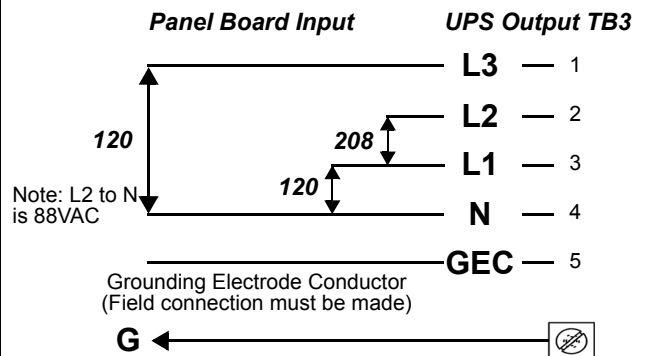 Panel Board Input UPS Output TB3
L3 1
L2 2
120 208
L1 3
120
Note: L2 to N
is 88VAC
N 4
GEC 5
Grounding Electrode Conductor
(Field connection must be made)
G